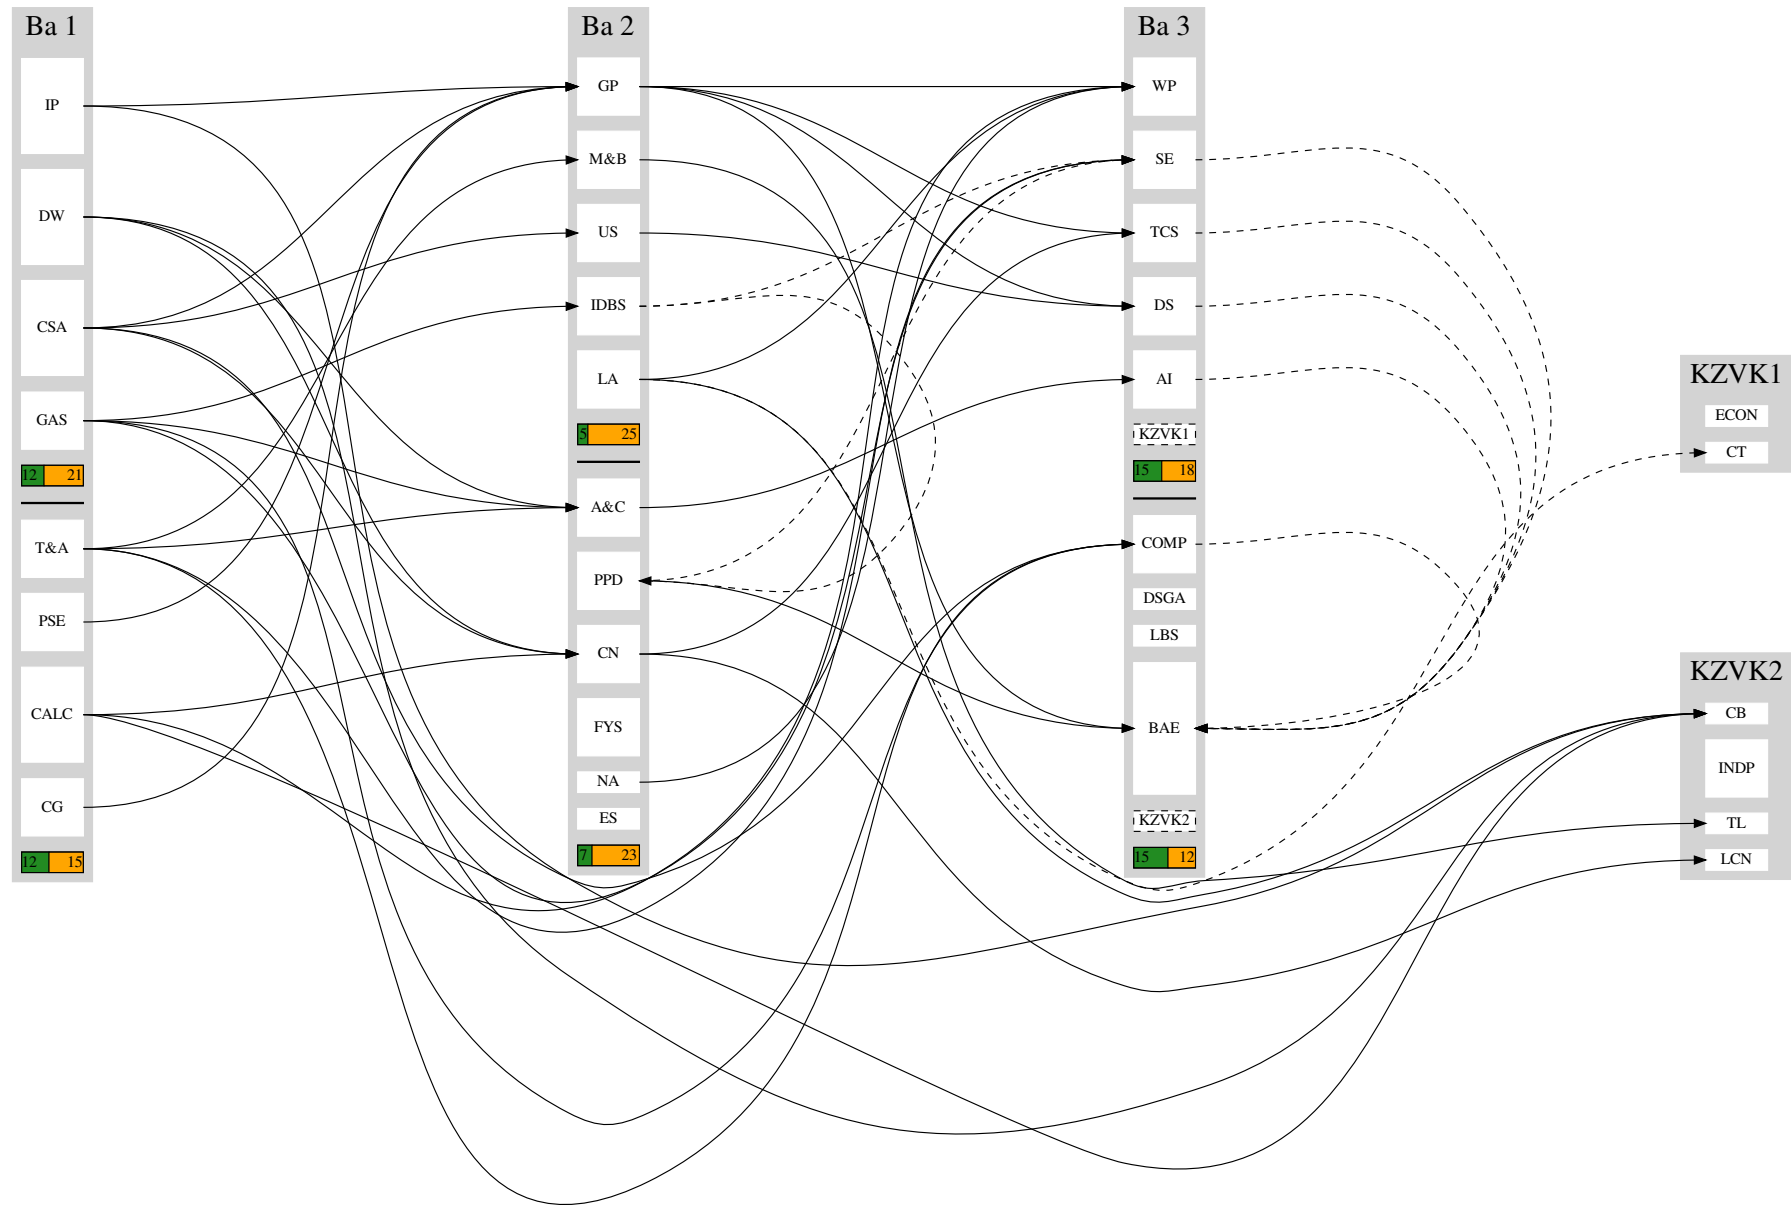 Ba 1
IP
DW
CSA
GAS
12 21
T&A
PSE
CALC
CG
12 15
Ba 2
GP
M&B
US
IDBS
LA
5 25
A&C
PPD
CN
FYS
NA
ES
7 23
Ba 3
WP
SE
TCS
DS
AI
KZVK1
15 18
COMP
DSGA
LBS
BAE
KZVK2
15 12
KZVK1
ECON
CT
KZVK2
CB
INDP
TL
LCN